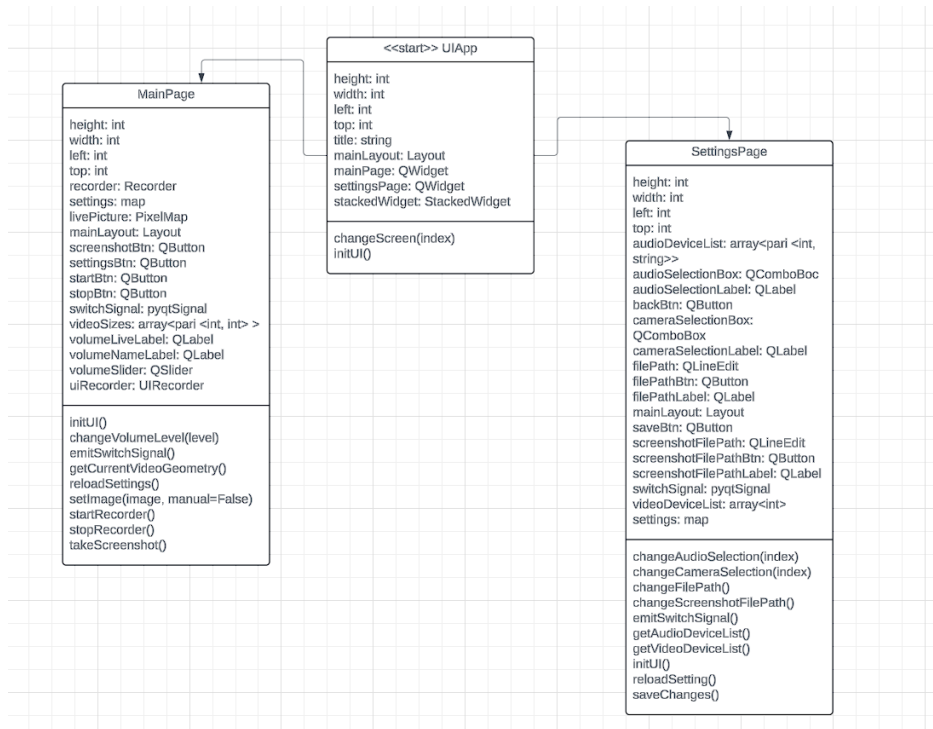 <<start>> UIApp
height: int
width: int
left: int
top: int
title: string
mainLayout: Layout
mainPage: QWidget
settingsPage: QWidget
stackedWidget: StackedWidget
changeScreen(index)
initUI()
MainPage
height: int
width: int
left: int
top: int
recorder: Recorder
settings: map
livePicture: PixelMap
mainLayout: Layout
screenshotBtn: QButton
settingsBtn: QButton
startBtn: QButton
stopBtn: QButton
switchSignal: pyqtSignal
videoSizes: array<pari <int, int> >
volumeLiveLabel: QLabel
volumeNameLabel: QLabel
volumeSlider: QSlider
uiRecorder: UIRecorder
initUI()
changeVolumeLevel(level)
emitSwitchSignal()
getCurrentVideoGeometry()
reloadSettings()
setImage(image, manual=False)
startRecorder()
stopRecorder()
takeScreenshot()
SettingsPage
height: int
width: int
left: int
top: int
audioDeviceList: array<pari <int,
string>>
audioSelectionBox: QComboBoc
audioSelectionLabel: QLabel
backBtn: QButton
cameraSelectionBox:
QComboBox
cameraSelectionLabel: QLabel
filePath: QLineEdit
filePathBtn: QButton
filePathLabel: QLabel
mainLayout: Layout
saveBtn: QButton
screenshotFilePath: QLineEdit
screenshotFilePathBtn: QButton
screenshotFilePathLabel: QLabel
switchSignal: pyqtSignal
videoDeviceList: array<int>
settings: map
changeAudioSelection(index)
changeCameraSelection(index)
changeFilePath()
changeScreenshotFilePath()
emitSwitchSignal()
getAudioDeviceList()
getVideoDeviceList()
initUI()
reloadSetting()
saveChanges()